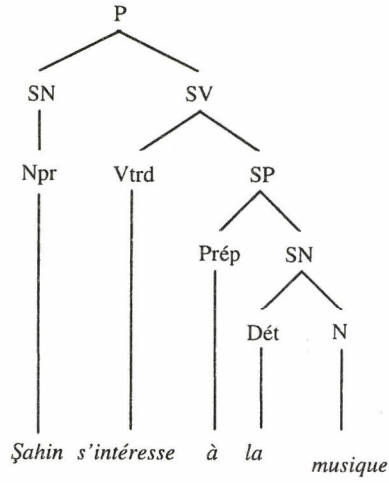 P
SN SV
Npr Vtrd SP
Prép SN
Dét N
Şahin s'intéresse à la musique